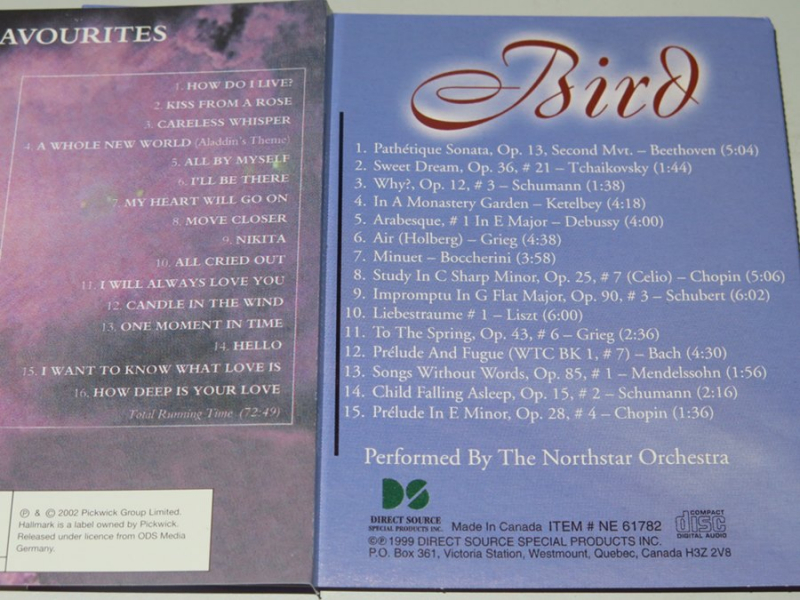 AVOURITES
1. HOW DO I LIVE?
2. KISS FROM A ROSE
3. CARELESS WHISPER
4. A WHOLE NEW WORLD (Aladdin's Theme)
5. ALL BY MYSELF
6. I'LL BE THERE
7. MY HEART WILL GO ON
8. MOVE CLOSER
9. NIKITA
10. ALL CRIED OUT
11. I WILL ALWAYS LOVE YOU
12. CANDLE IN THE WIND
13. ONE MOMENT IN TIME
14. HELLO
15. I WANT TO KNOW WHAT LOVE IS
16. HOW DEEP IS YOUR LOVE
Total Running Time (72:49)
℗ & © 2002 Pickwick Group Limited.
Hallmark is a label owned by Pickwick.
Released under licence from ODS Media
Germany.
Bird
1. Pathétique Sonata, Op. 13, Second Mvt. – Beethoven (5:04)
2. Sweet Dream, Op. 36, # 21 – Tchaikovsky (1:44)
3. Why?, Op. 12, # 3 – Schumann (1:38)
4. In A Monastery Garden – Ketelbey (4:18)
5. Arabesque, # 1 In E Major – Debussy (4:00)
6. Air (Holberg) – Grieg (4:38)
7. Minuet – Boccherini (3:58)
8. Study In C Sharp Minor, Op. 25, # 7 (Celio) – Chopin (5:06)
9. Impromptu In G Flat Major, Op. 90, # 3 – Schubert (6:02)
10. Liebestraume # 1 – Liszt (6:00)
11. To The Spring, Op. 43, # 6 – Grieg (2:36)
12. Prélude And Fugue (WTC BK 1, # 7) – Bach (4:30)
13. Songs Without Words, Op. 85, # 1 – Mendelssohn (1:56)
14. Child Falling Asleep, Op. 15, # 2 – Schumann (2:16)
15. Prélude In E Minor, Op. 28, # 4 – Chopin (1:36)
Performed By The Northstar Orchestra
DS
DIRECT SOURCE
SPECIAL PRODUCTS INC.
Made In Canada ITEM # NE 61782
COMPACT
disc
DIGITAL AUDIO
©℗ 1999 DIRECT SOURCE SPECIAL PRODUCTS INC.
P.O. Box 361, Victoria Station, Westmount, Quebec, Canada H3Z 2V8